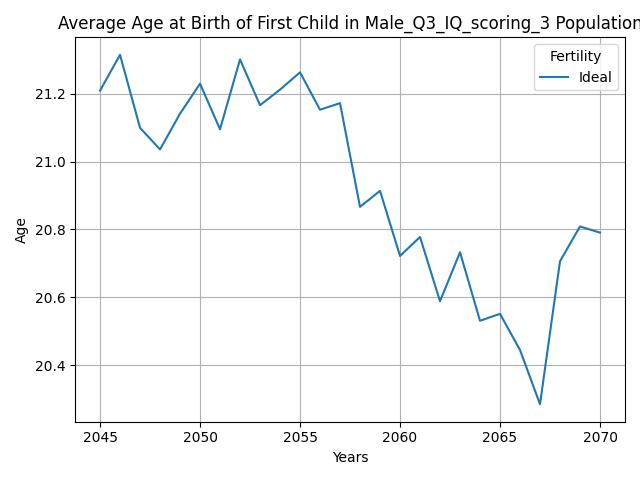 Average Age at Birth of First Child in Male_Q3_IQ_scoring_3 Population
Fertility
Ideal
21.2
21.0
20.8
20.6
20.4
Age
2045 2050 2055 2060 2065 2070
Years